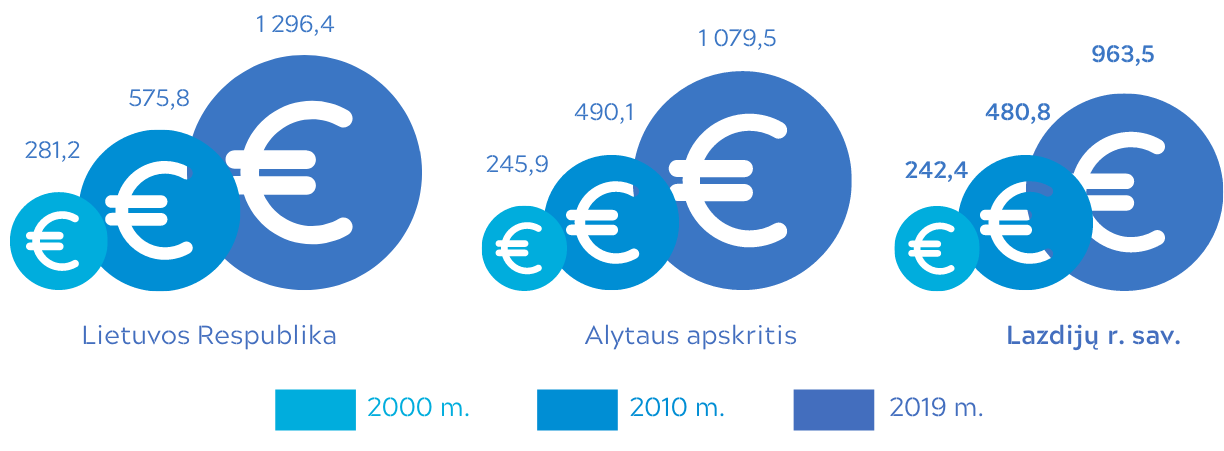 1 296,4
575,8
281,2
Lietuvos Respublika
1 079,5
490,1
245,9
Alytaus apskritis
963,5
480,8
242,4
Lazdijų r. sav.
2000 m.
2010 m.
2019 m.